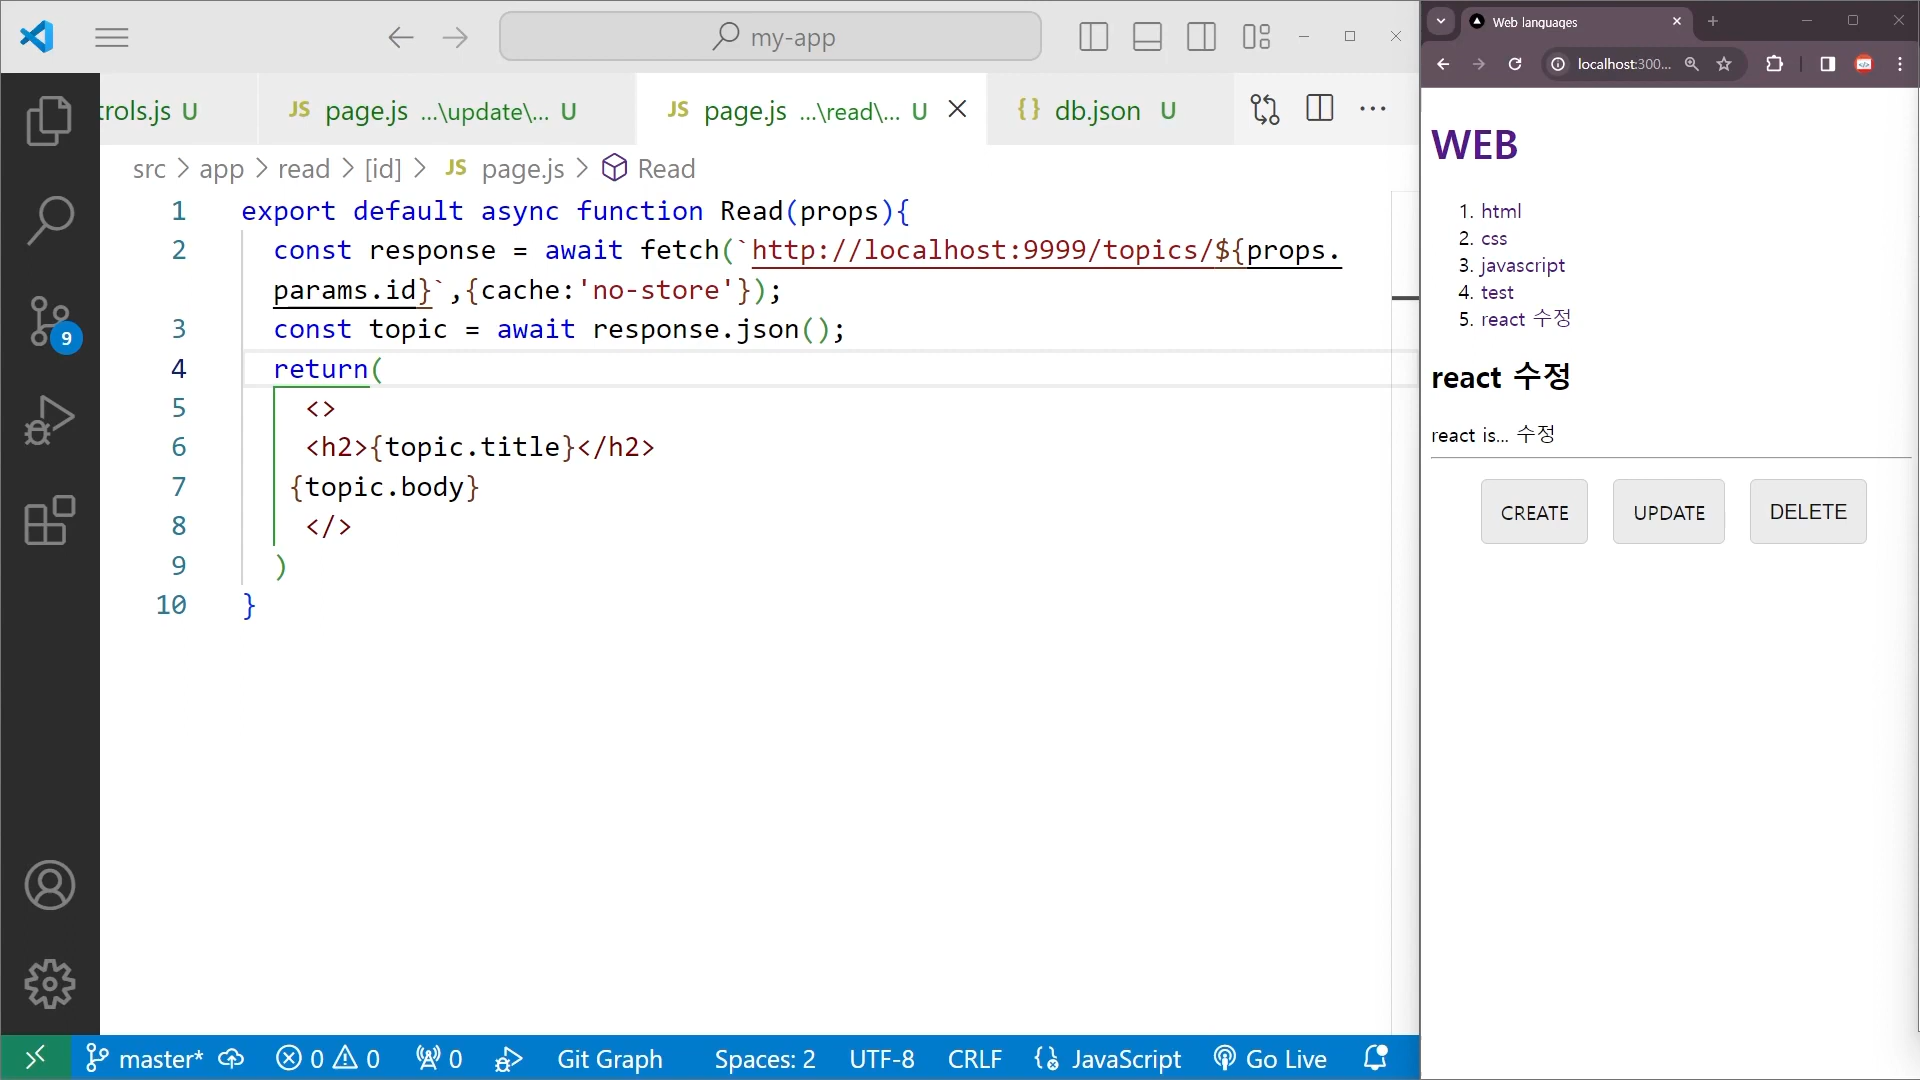 my-app
trols.js U
JS page.js ...\update\... U
JS page.js ...\read\... U
{} db.json U
src > app > read > [id] > JS page.js > Read
1 export default async function Read(props){
2 const response = await fetch(`http://localhost:9999/topics/${props.
params.id}`,{cache:'no-store'});
3 const topic = await response.json();
4 return(
5 <>
6 <h2>{topic.title}</h2>
7 {topic.body}
8 </>
9 )
10 }
9
master* 0 0 0 Git Graph Spaces: 2 UTF-8 CRLF JavaScript Go Live
Web languages
localhost:300...
WEB
1. html
2. css
3. javascript
4. test
5. react 수정
react 수정
react is... 수정
CREATE UPDATE DELETE